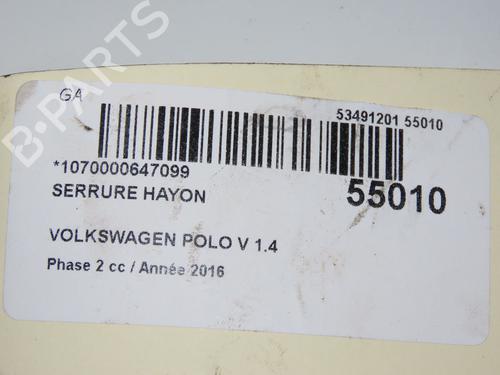 GA
53491201 55010
*1070000647099
SERRURE HAYON
55010
VOLKSWAGEN POLO V 1.4
Phase 2 cc / Année 2016
B-PARTS